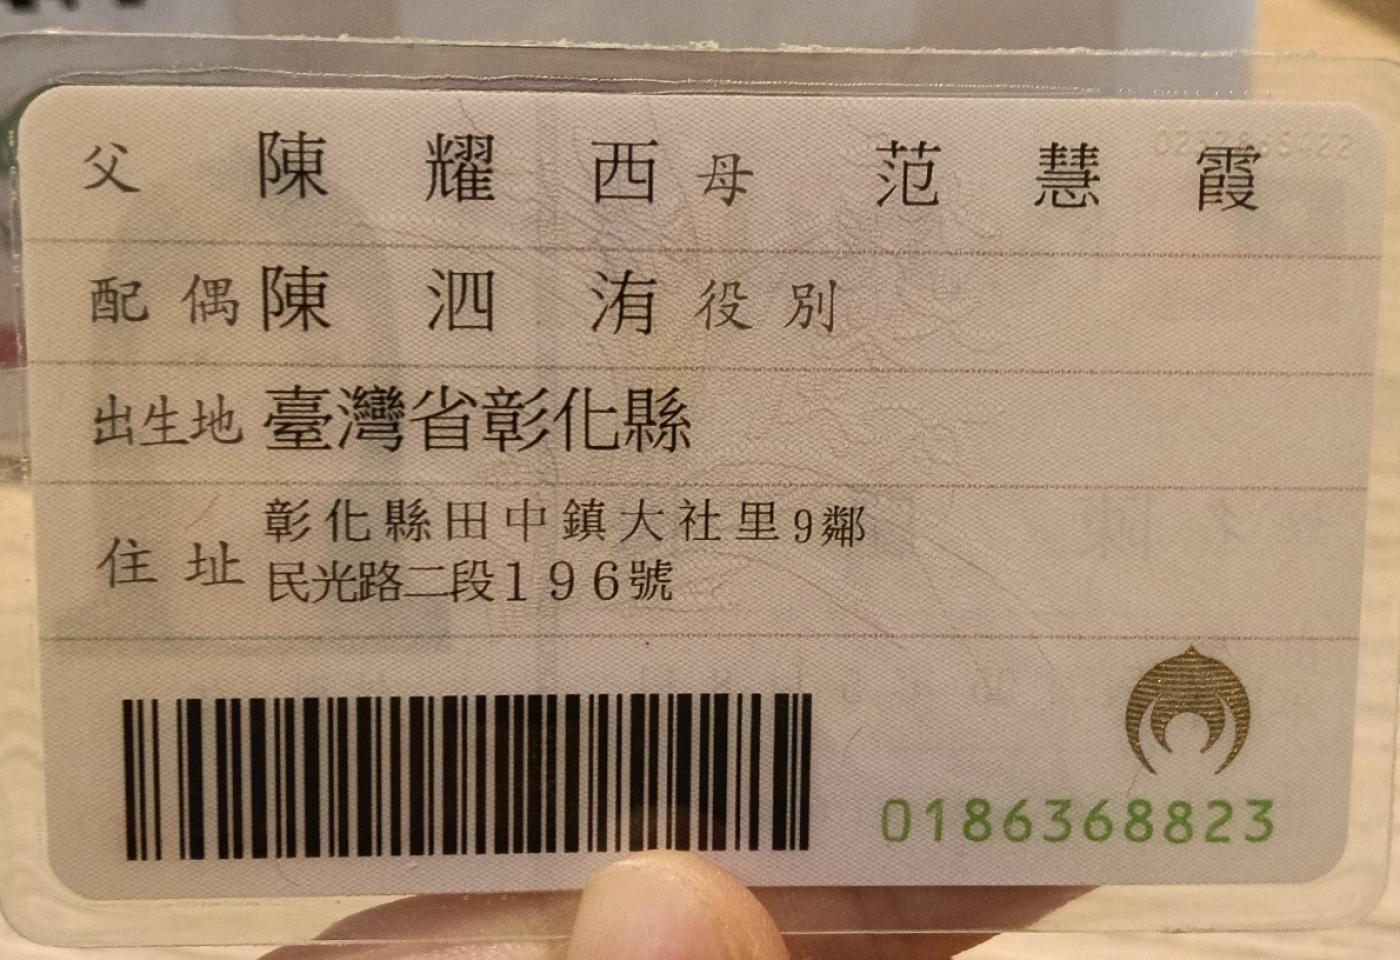 父 陳耀西 母 范慧霞
配偶 陳泗洧 役別
出生地 臺灣省彰化縣
住址 彰化縣田中鎮大社里9鄰
民光路二段196號
0186368823